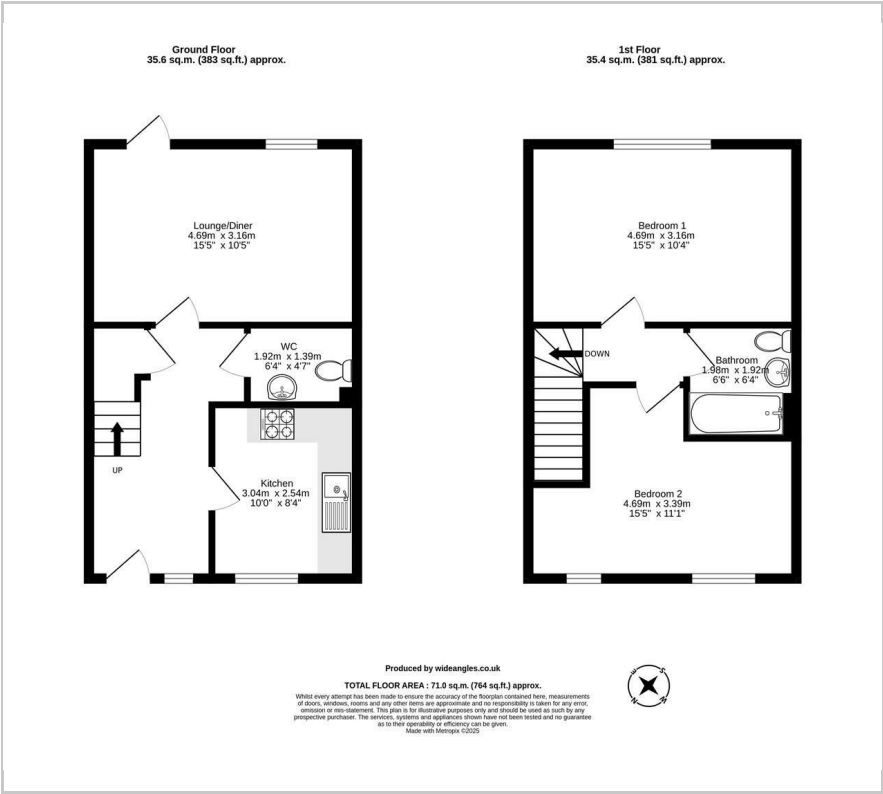 Ground Floor
35.6 sq.m. (383 sq.ft.) approx.
1st Floor
35.4 sq.m. (381 sq.ft.) approx.
Lounge/Diner
4.69m x 3.16m
15'5" x 10'5"
WC
1.92m x 1.39m
6'4" x 4'7"
UP
Kitchen
3.04m x 2.54m
10'0" x 8'4"
Bedroom 1
4.69m x 3.16m
15'5" x 10'4"
DOWN
Bathroom
1.98m x 1.92m
6'6" x 6'4"
Bedroom 2
4.69m x 3.39m
15'5" x 11'1"
Produced by wideangles.co.uk
TOTAL FLOOR AREA : 71.0 sq.m. (764 sq.ft.) approx.
Whilst every attempt has been made to ensure the accuracy of the floorplan contained here, measurements
of doors, windows, rooms and any other items are approximate and no responsibility is taken for any error,
omission or mis-statement. This plan is for illustrative purposes only and should be used as such by any
prospective purchaser. The services, systems and appliances shown have not been tested and no guarantee
as to their operability or efficiency can be given.
Made with Metropix ©2025
E
S
N
W